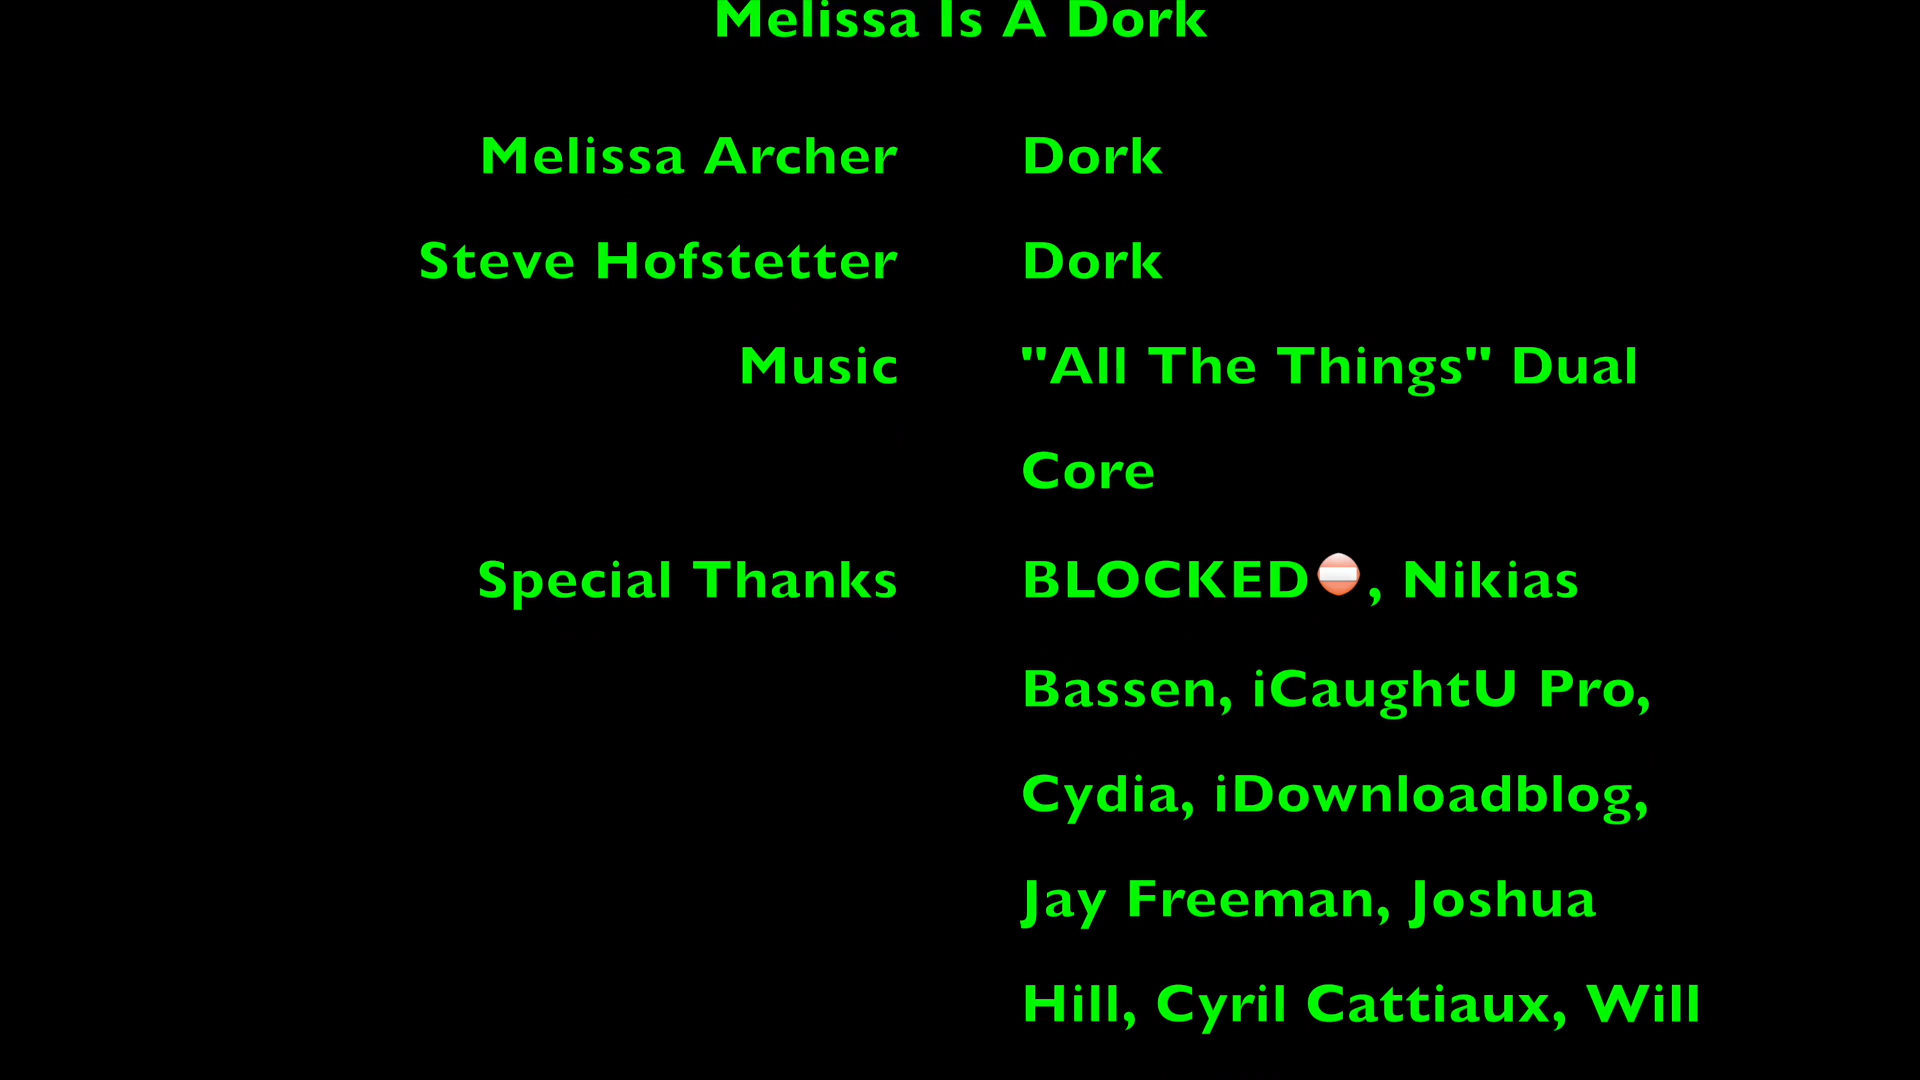 Melissa Is A Dork
Melissa Archer Dork
Steve Hofstetter Dork
Music "All The Things" Dual
Core
Special Thanks BLOCKED⛔, Nikias
Bassen, iCaughtU Pro,
Cydia, iDownloadblog,
Jay Freeman, Joshua
Hill, Cyril Cattiaux, Will